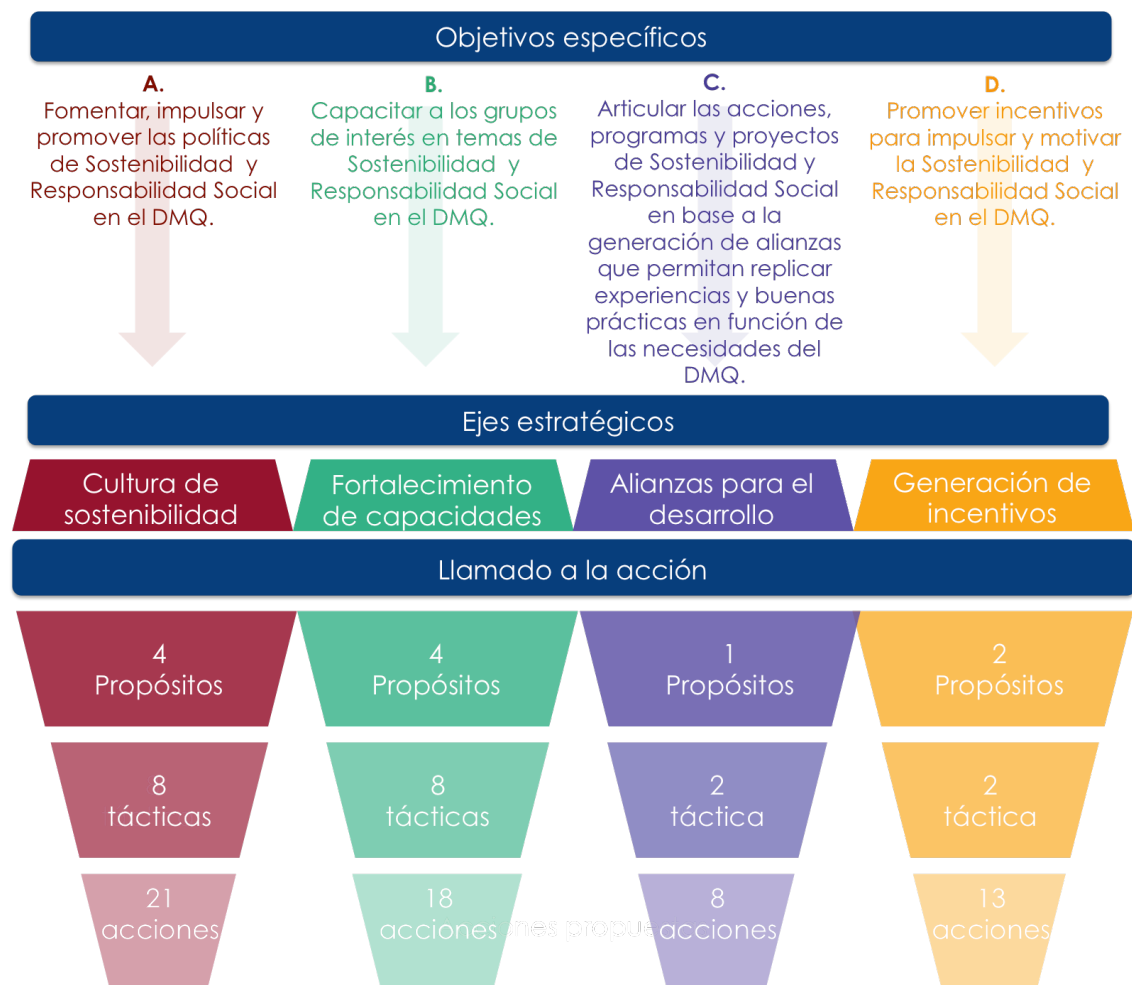 Objetivos específicos
A.
Fomentar, impulsar y
promover las políticas
de Sostenibilidad y
Responsabilidad Social
en el DMQ.
B.
Capacitar a los grupos
de interés en temas de
Sostenibilidad y
Responsabilidad Social
en el DMQ.
C.
Articular las acciones,
programas y proyectos
de Sostenibilidad y
Responsabilidad Social
en base a la
generación de alianzas
que permitan replicar
experiencias y buenas
prácticas en función de
las necesidades del
DMQ.
D.
Promover incentivos
para impulsar y motivar
la Sostenibilidad y
Responsabilidad Social
en el DMQ.
Ejes estratégicos
Cultura de
sostenibilidad
Fortalecimiento
de capacidades
Alianzas para el
desarrollo
Generación de
incentivos
Llamado a la acción
4
Propósitos
4
Propósitos
1
Propósitos
2
Propósitos
8
tácticas
8
tácticas
2
táctica
2
táctica
21
acciones
18
acciones
8
acciones
13
acciones